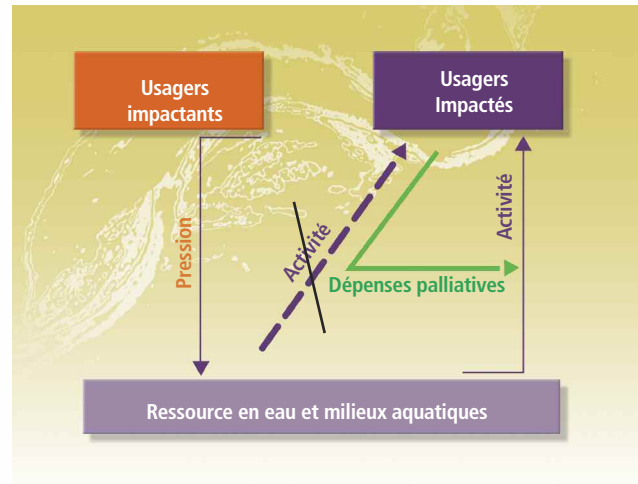 Usagers
impactants
Usagers
Impactés
Pression
Activité
Activité
Dépenses palliatives
Ressource en eau et milieux aquatiques